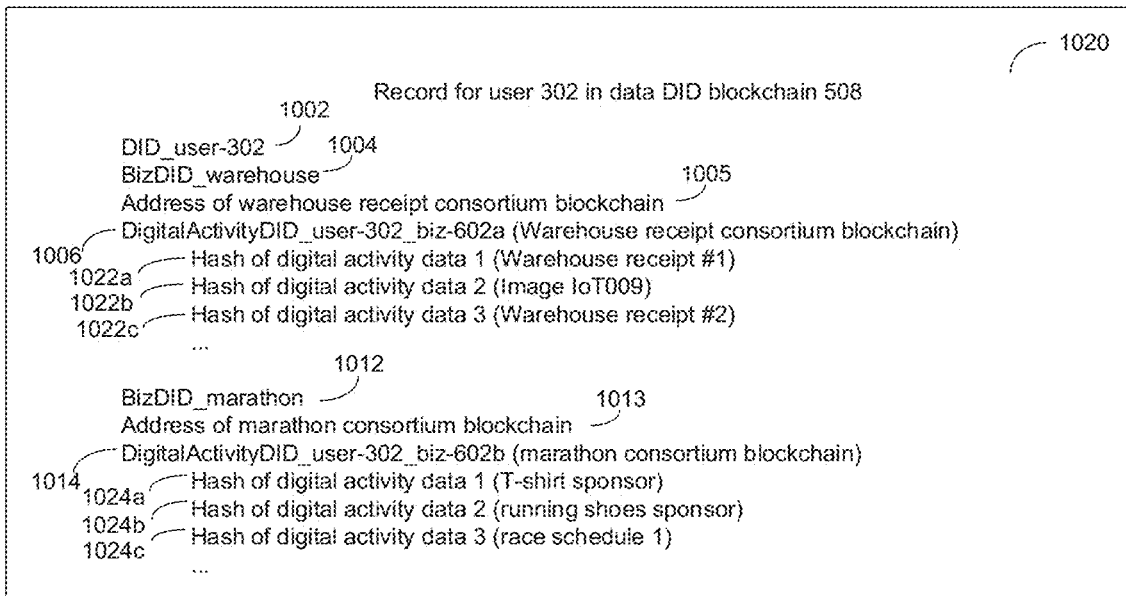 1020
Record for user 302 in data DID blockchain 508
1002
DID_user-302
1004
BizDID_warehouse
1005
Address of warehouse receipt consortium blockchain
DigitalActivityDID_user-302_biz-602a (Warehouse receipt consortium blockchain)
1006
Hash of digital activity data 1 (Warehouse receipt #1)
1022a
Hash of digital activity data 2 (Image IoT009)
1022b
Hash of digital activity data 3 (Warehouse receipt #2)
1022c
...
1012
BizDID_marathon
1013
Address of marathon consortium blockchain
DigitalActivityDID_user-302_biz-602b (marathon consortium blockchain)
1014
Hash of digital activity data 1 (T-shirt sponsor)
1024a
Hash of digital activity data 2 (running shoes sponsor)
1024b
Hash of digital activity data 3 (race schedule 1)
1024c
...